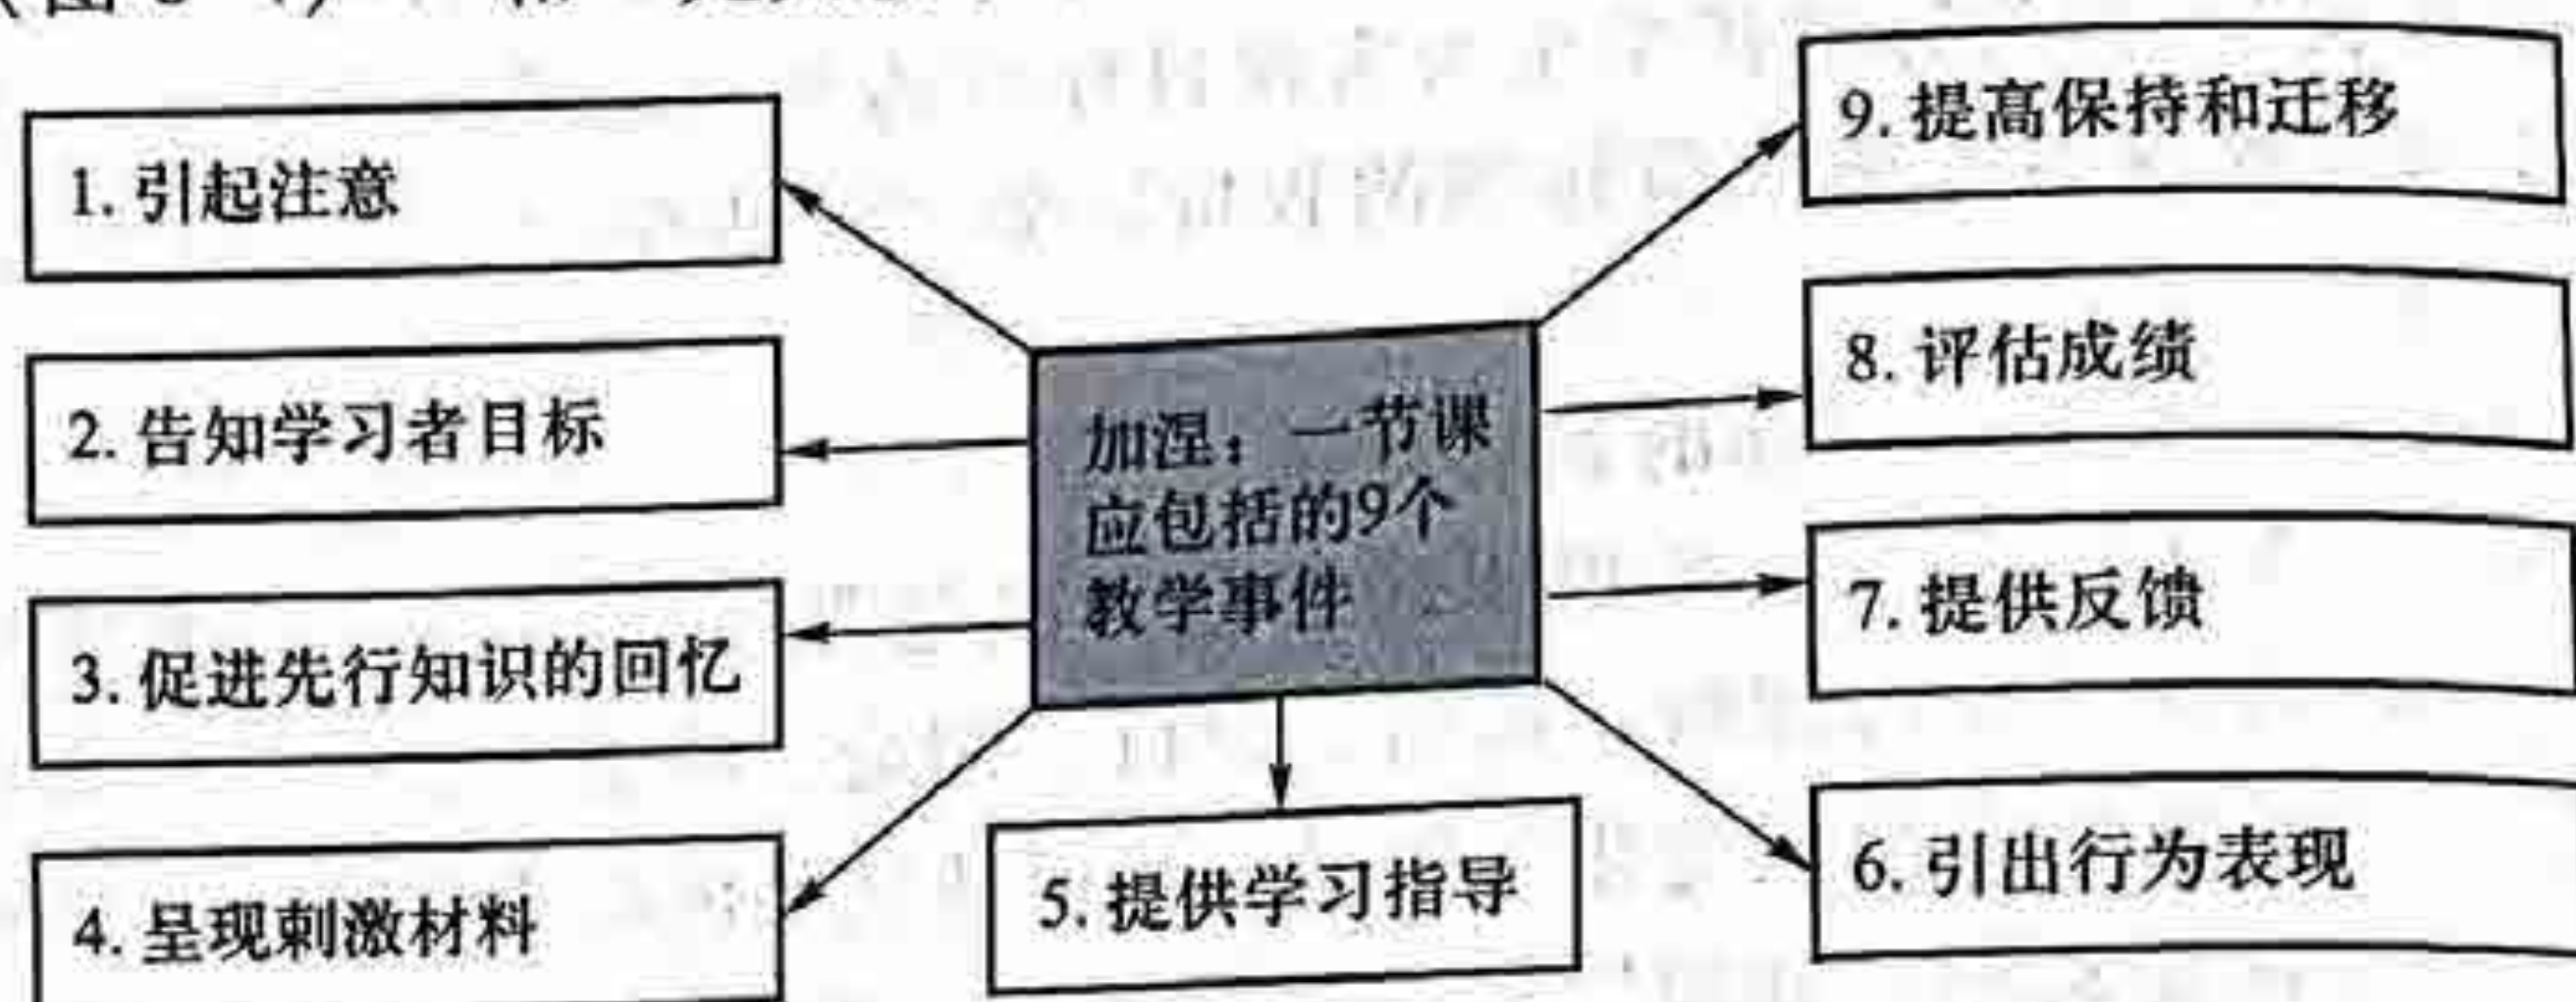 1. 引起注意
2. 告知学习者目标
3. 促进先行知识的回忆
4. 呈现刺激材料
加涅：一节课
应包括的9个
教学事件
5. 提供学习指导
9. 提高保持和迁移
8. 评估成绩
7. 提供反馈
6. 引出行为表现